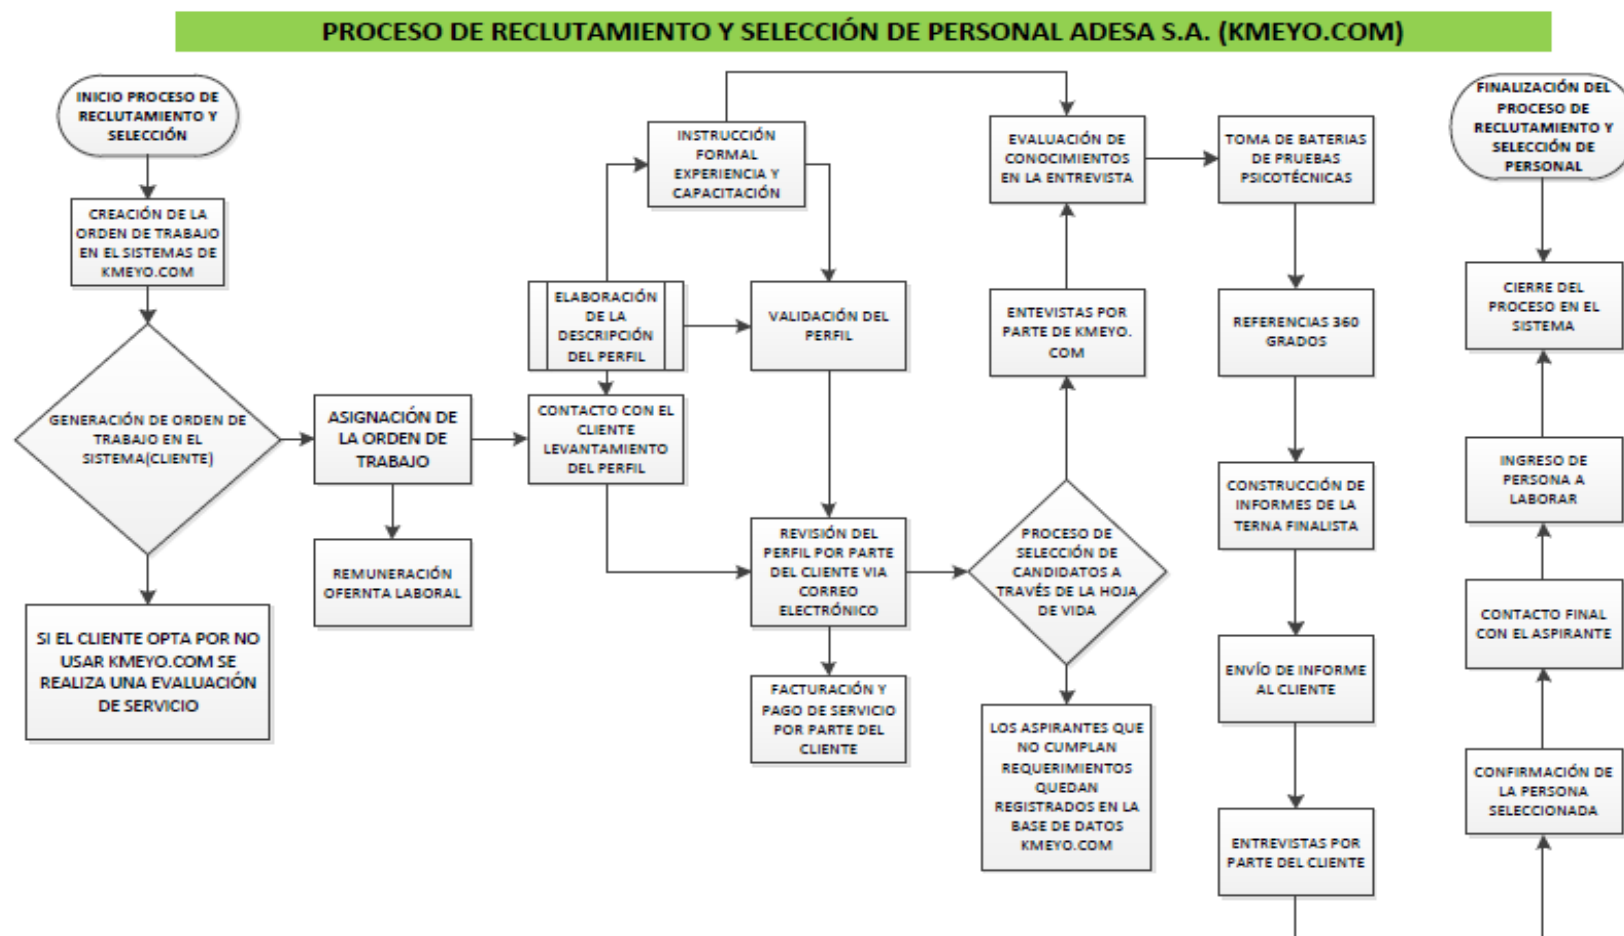 PROCESO DE RECLUTAMIENTO Y SELECCIÓN DE PERSONAL ADESA S.A. (KMEYO.COM)
INICIO PROCESO DE
RECLUTAMIENTO Y
SELECCIÓN
CREACIÓN DE LA
ORDEN DE TRABAJO
EN EL SISTEMAS DE
KMEYO.COM
GENERACIÓN DE ORDEN DE
TRABAJO EN EL
SISTEMA(CLIENTE)
SI EL CLIENTE OPTA POR NO
USAR KMEYO.COM SE
REALIZA UNA EVALUACIÓN
DE SERVICIO
ASIGNACIÓN DE
LA ORDEN DE
TRABAJO
REMUNERACIÓN
OFERNTA LABORAL
INSTRUCCIÓN
FORMAL
EXPERIENCIA Y
CAPACITACIÓN
ELABORACIÓN
DE LA
DESCRIPCIÓN
DEL PERFIL
VALIDACIÓN DEL
PERFIL
CONTACTO CON EL
CLIENTE
LEVANTAMIENTO
DEL PERFIL
REVISIÓN DEL
PERFIL POR PARTE
DEL CLIENTE VIA
CORREO
ELECTRÓNICO
FACTURACIÓN Y
PAGO DE SERVICIO
POR PARTE DEL
CLIENTE
EVALUACIÓN DE
CONOCIMIENTOS
EN LA ENTREVISTA
ENTEVISTAS POR
PARTE DE KMEYO.
COM
PROCESO DE
SELECCIÓN DE
CANDIDATOS A
TRAVÉS DE LA HOJA
DE VIDA
LOS ASPIRANTES QUE
NO CUMPLAN
REQUERIMIENTOS
QUEDAN
REGISTRADOS EN LA
BASE DE DATOS
KMEYO.COM
TOMA DE BATERIAS
DE PRUEBAS
PSICOTÉCNICAS
REFERENCIAS 360
GRADOS
CONSTRUCCIÓN DE
INFORMES DE LA
TERNA FINALISTA
ENVÍO DE INFORME
AL CLIENTE
ENTREVISTAS POR
PARTE DEL CLIENTE
FINALIZACIÓN DEL
PROCESO DE
RECLUTAMIENTO Y
SELECCIÓN DE
PERSONAL
CIERRE DEL
PROCESO EN EL
SISTEMA
INGRESO DE
PERSONA A
LABORAR
CONTACTO FINAL
CON EL ASPIRANTE
CONFIRMACIÓN DE
LA PERSONA
SELECCIONADA